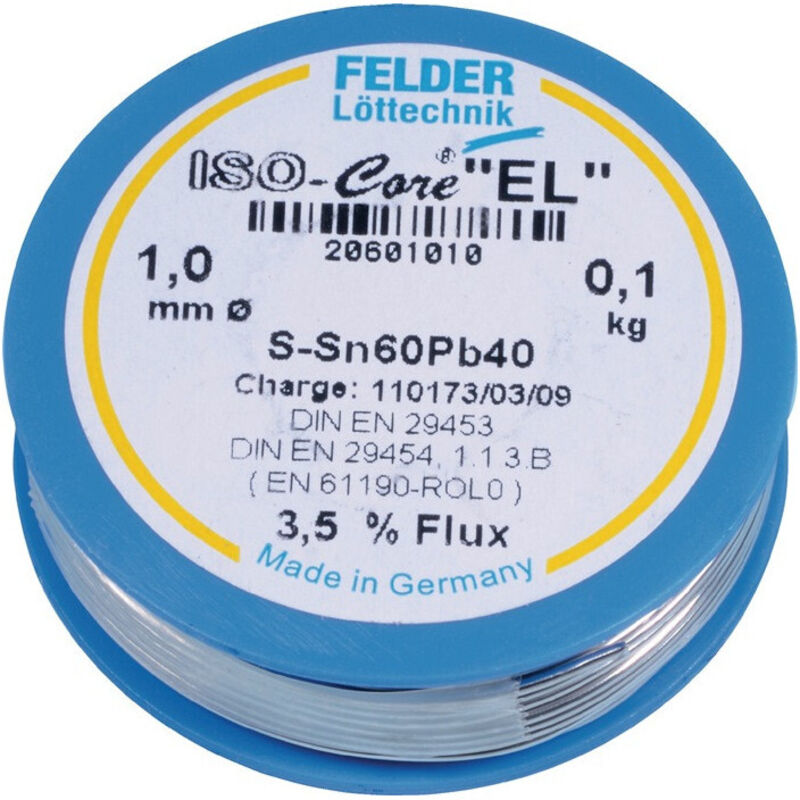 FELDER
Löttechnik
ISO-Core® "EL"
20601010
1,0
mm Ø
0,1
kg
S-Sn60Pb40
Charge: 110173/03/09
DIN EN 29453
DIN EN 29454, 1.1 3.B
( EN 61190-ROL0 )
3,5 % Flux
Made in Germany